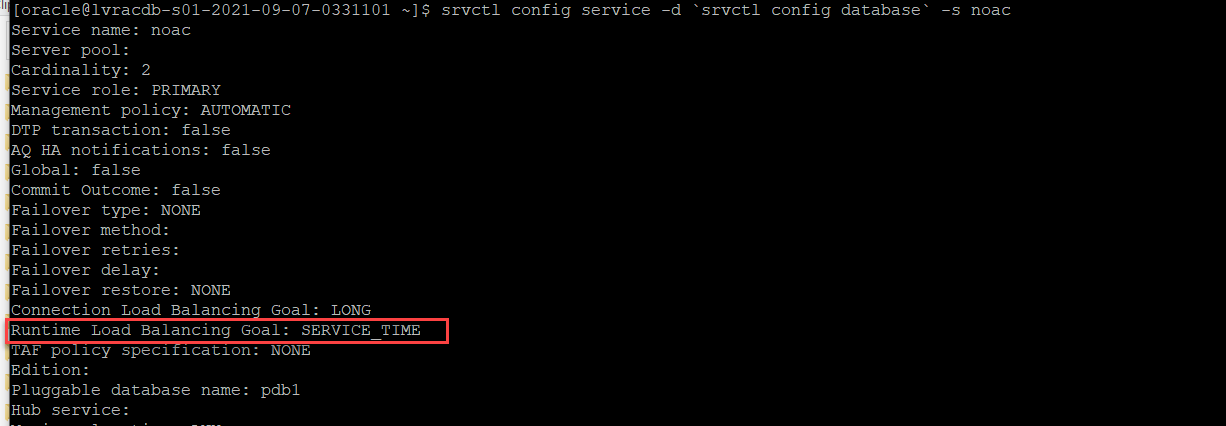 [oracle@lvracdb-s01-2021-09-07-0331101 ~]$ srvctl config service -d `srvctl config database` -s noac
Service name: noac
Server pool:
Cardinality: 2
Service role: PRIMARY
Management policy: AUTOMATIC
DTP transaction: false
AQ HA notifications: false
Global: false
Commit Outcome: false
Failover type: NONE
Failover method:
Failover retries:
Failover delay:
Failover restore: NONE
Connection Load Balancing Goal: LONG
Runtime Load Balancing Goal: SERVICE_TIME
TAF policy specification: NONE
Edition:
Pluggable database name: pdb1
Hub service: